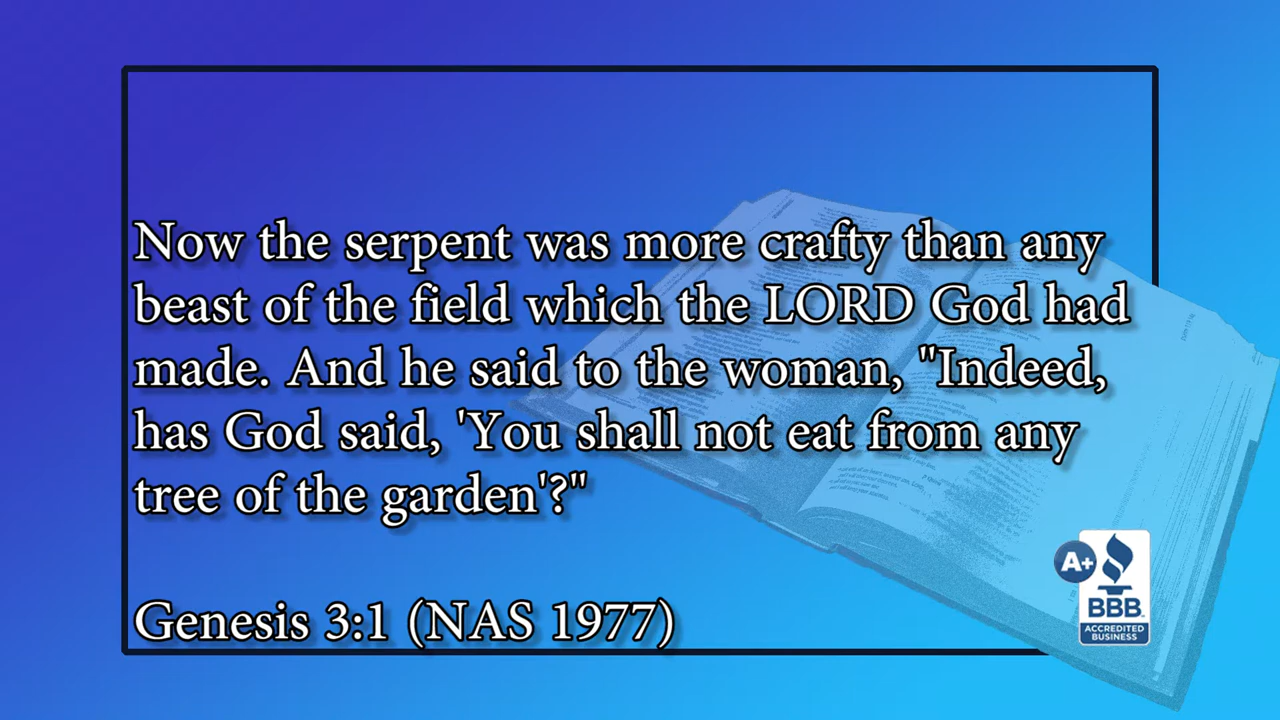 Now the serpent was more crafty than any
beast of the field which the LORD God had
made. And he said to the woman, "Indeed,
has God said, 'You shall not eat from any
tree of the garden'?"
Genesis 3:1 (NAS 1977)
A+
BBB
ACCREDITED
BUSINESS